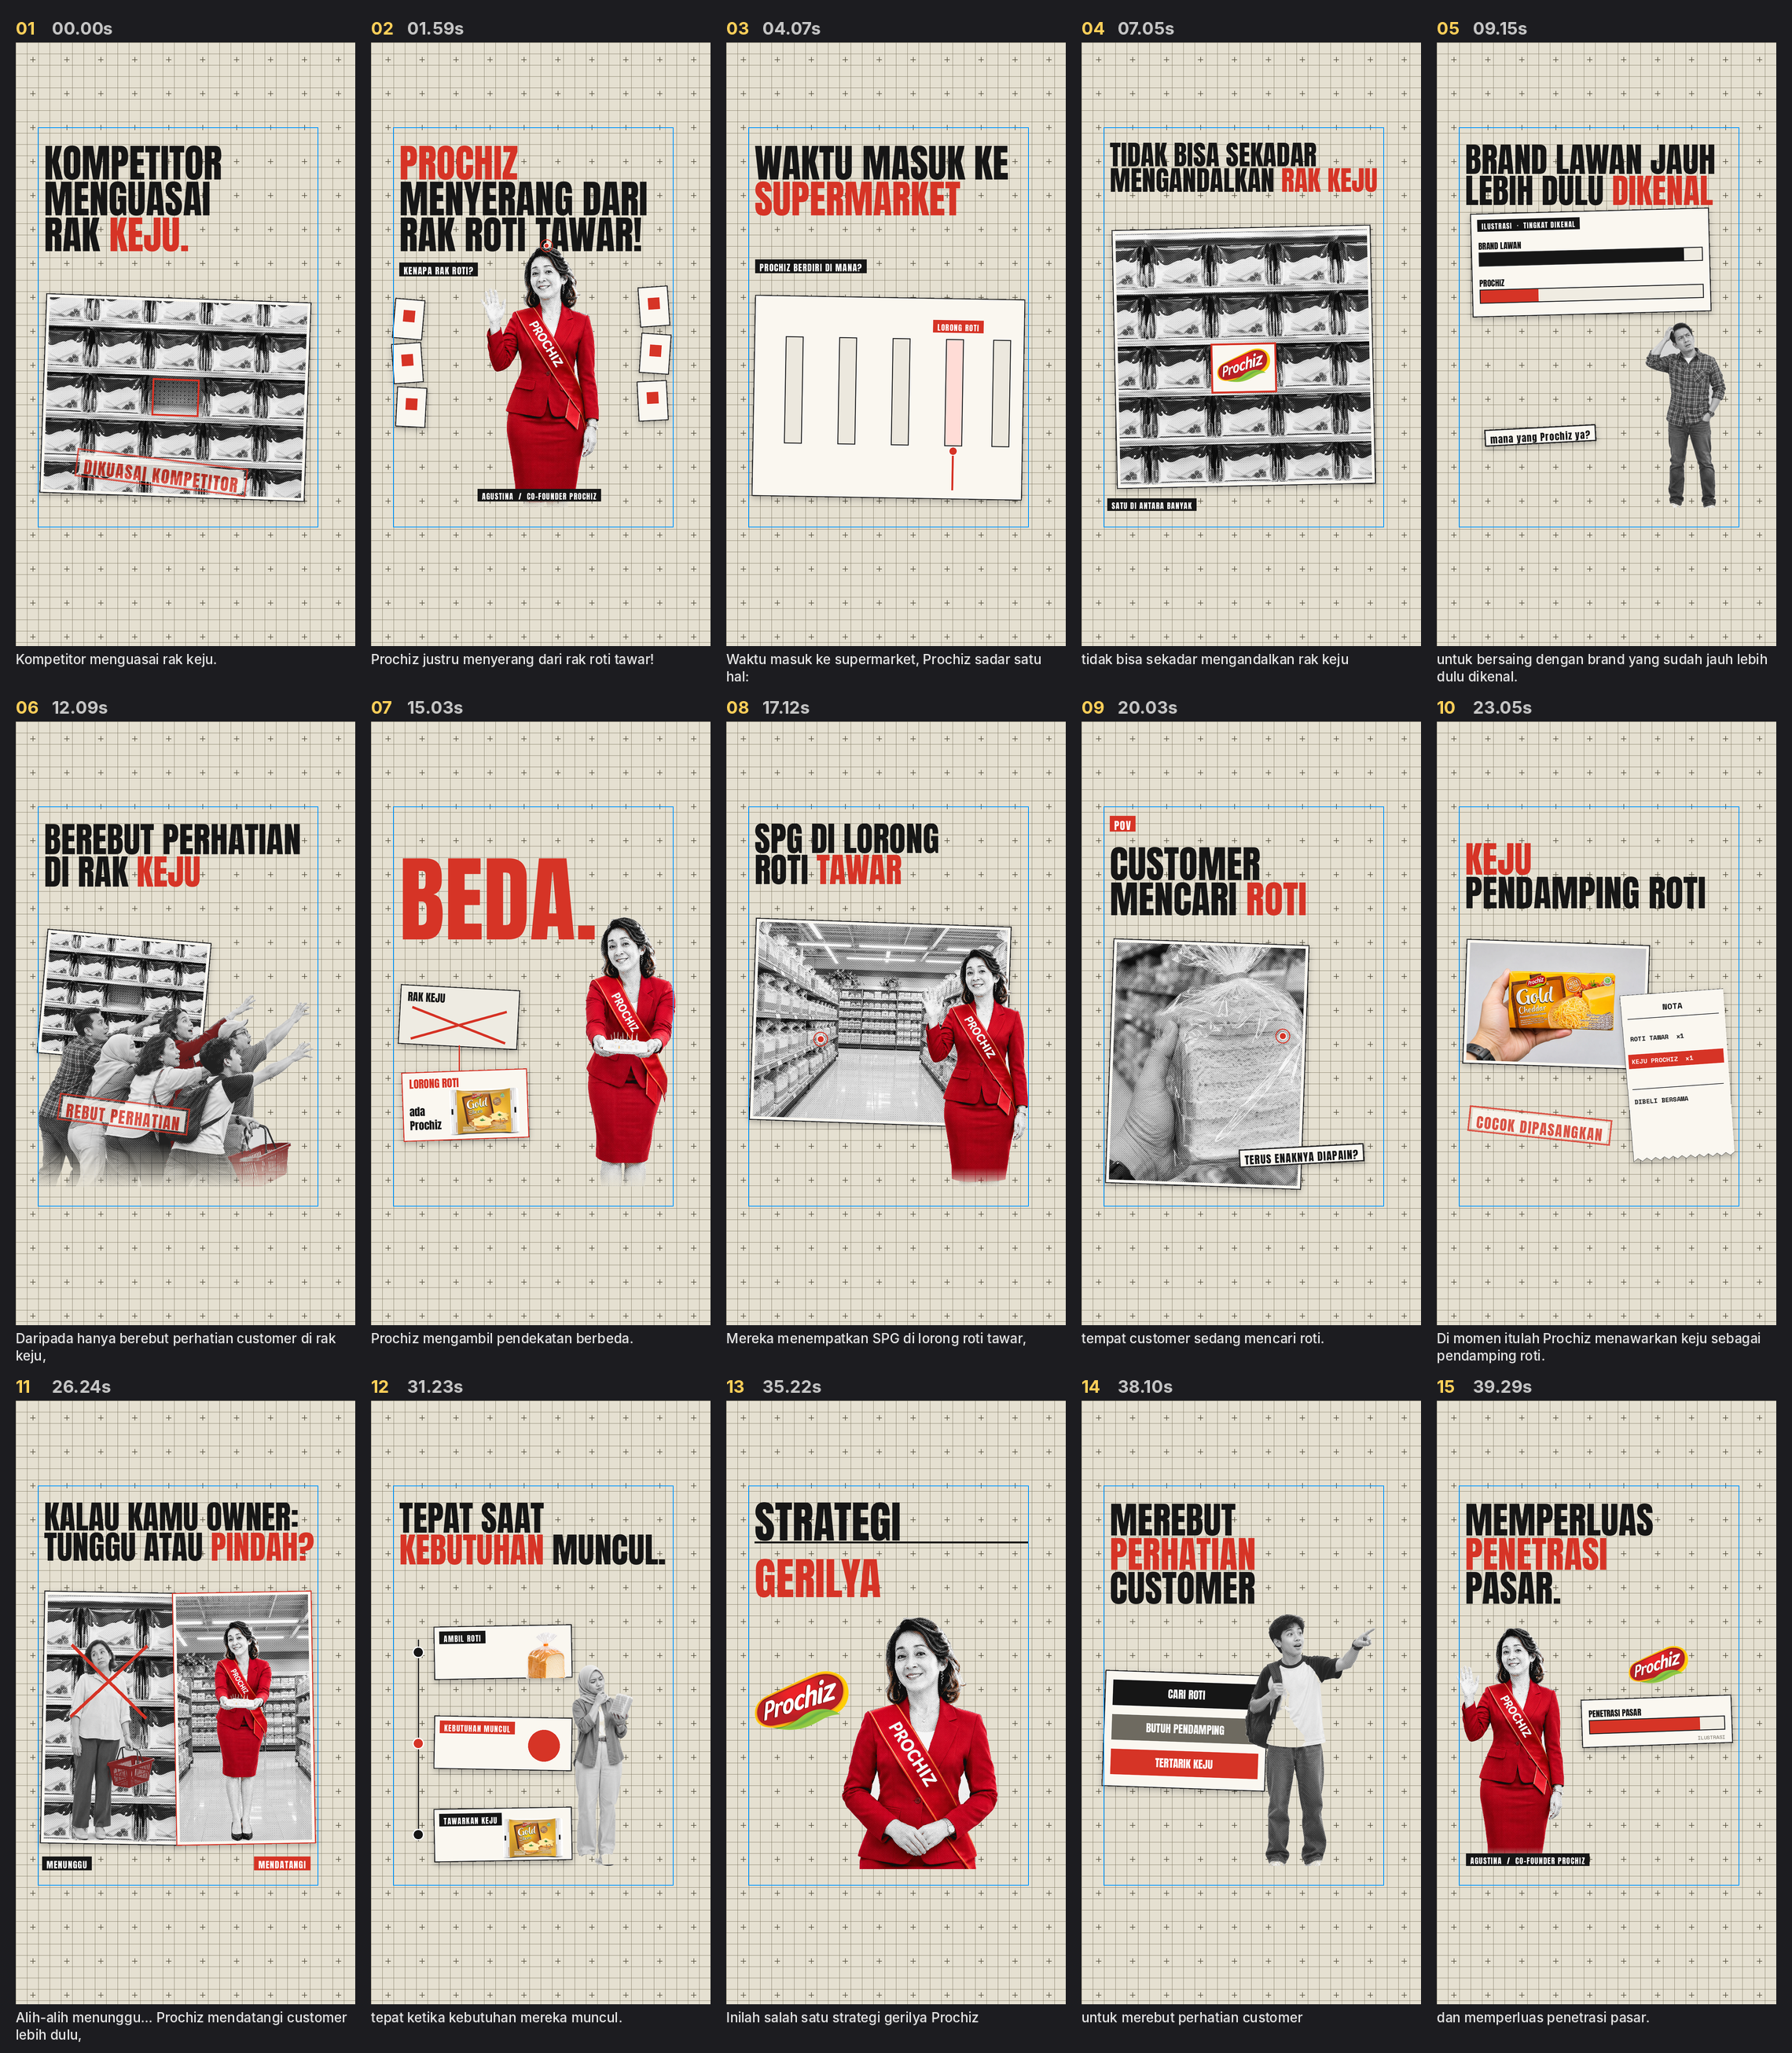 01 00.00s
KOMPETITOR
MENGUASAI
RAK KEJU.
DIKUASAI KOMPETITOR
Kompetitor menguasai rak keju.
02 01.59s
PROCHIZ
MENYERANG DARI
RAK ROTI TAWAR!
KENAPA RAK ROTI?
PROCHIZ
AGUSTINA / CO-FOUNDER PROCHIZ
Prochiz justru menyerang dari rak roti tawar!
03 04.07s
WAKTU MASUK KE
SUPERMARKET
PROCHIZ BERDIRI DI MANA?
LORONG ROTI
Waktu masuk ke supermarket, Prochiz sadar satu
hal:
04 07.05s
TIDAK BISA SEKADAR
MENGANDALKAN RAK KEJU
Prochiz
SATU DI ANTARA BANYAK
tidak bisa sekadar mengandalkan rak keju
05 09.15s
BRAND LAWAN JAUH
LEBIH DULU DIKENAL
ILUSTRASI · TINGKAT DIKENAL
BRAND LAWAN
PROCHIZ
mana yang Prochiz ya?
untuk bersaing dengan brand yang sudah jauh lebih
dulu dikenal.
06 12.09s
BEREBUT PERHATIAN
DI RAK KEJU
REBUT PERHATIAN
Daripada hanya berebut perhatian customer di rak
keju,
07 15.03s
BEDA.
RAK KEJU
PROCHIZ
LORONG ROTI
ada
Prochiz
Gold
Prochiz mengambil pendekatan berbeda.
08 17.12s
SPG DI LORONG
ROTI TAWAR
PROCHIZ
Mereka menempatkan SPG di lorong roti tawar,
09 20.03s
POV
CUSTOMER
MENCARI ROTI
TERUS ENAKNYA DIAPAIN?
tempat customer sedang mencari roti.
10 23.05s
KEJU
PENDAMPING ROTI
Prochiz
Gold
Cheddar
NOTA
ROTI TAWAR x1
KEJU PROCHIZ x1
DIBELI BERSAMA
COCOK DIPASANGKAN
Di momen itulah Prochiz menawarkan keju sebagai
pendamping roti.
11 26.24s
KALAU KAMU OWNER:
TUNGGU ATAU PINDAH?
PROCHIZ
MENUNGGU
MENDATANGI
Alih-alih menunggu... Prochiz mendatangi customer
lebih dulu,
12 31.23s
TEPAT SAAT
KEBUTUHAN MUNCUL.
AMBIL ROTI
KEBUTUHAN MUNCUL
TAWARKAN KEJU
Gold
tepat ketika kebutuhan mereka muncul.
13 35.22s
STRATEGI
GERILYA
Prochiz
PROCHIZ
Inilah salah satu strategi gerilya Prochiz
14 38.10s
MEREBUT
PERHATIAN
CUSTOMER
CARI ROTI
BUTUH PENDAMPING
TERTARIK KEJU
untuk merebut perhatian customer
15 39.29s
MEMPERLUAS
PENETRASI
PASAR.
Prochiz
PROCHIZ
PENETRASI PASAR
ILUSTRASI
AGUSTINA / CO-FOUNDER PROCHIZ
dan memperluas penetrasi pasar.